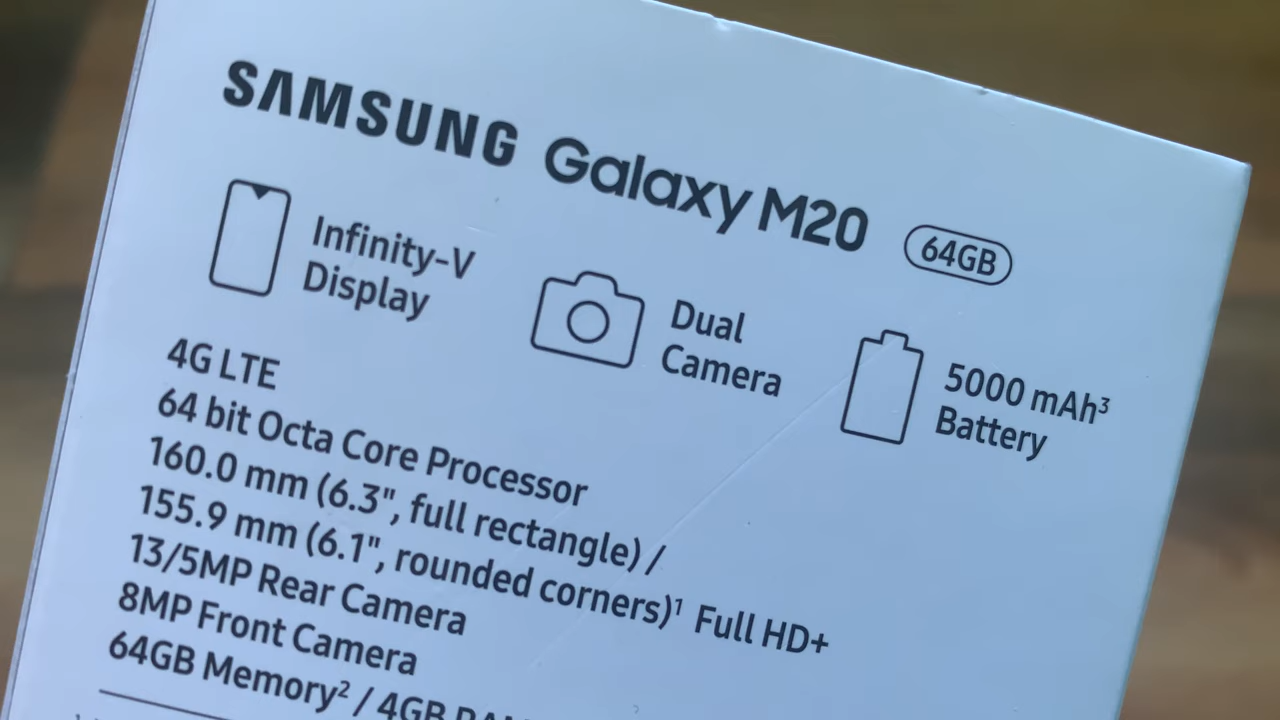 SAMSUNG Galaxy M20 64GB
Infinity-V
Display
Dual
Camera
5000 mAh³
Battery
4G LTE
64 bit Octa Core Processor
160.0 mm (6.3", full rectangle) /
155.9 mm (6.1", rounded corners)¹ Full HD+
13/5MP Rear Camera
8MP Front Camera
64GB Memory² / 4GB